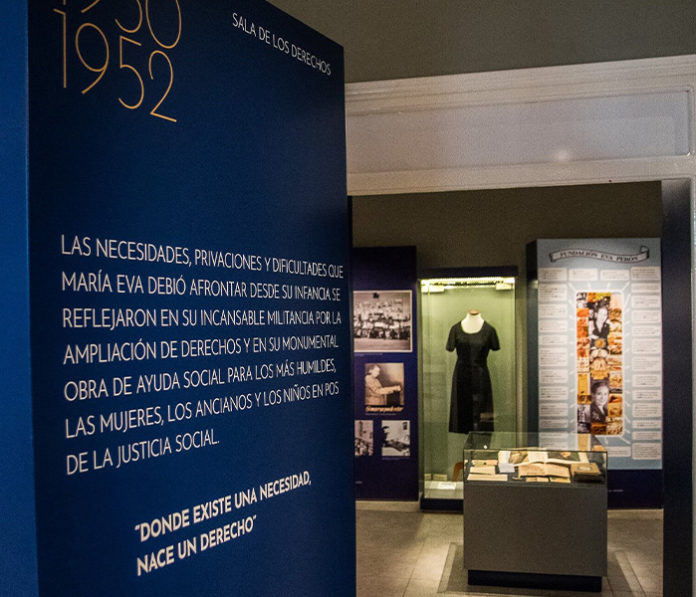 1930
1952
SALA DE LOS DERECHOS
LAS NECESIDADES, PRIVACIONES Y DIFICULTADES QUE
MARÍA EVA DEBIÓ AFRONTAR DESDE SU INFANCIA SE
REFLEJARON EN SU INCANSABLE MILITANCIA POR LA
AMPLIACIÓN DE DERECHOS Y EN SU MONUMENTAL
OBRA DE AYUDA SOCIAL PARA LOS MÁS HUMILDES,
LAS MUJERES, LOS ANCIANOS Y LOS NIÑOS EN POS
DE LA JUSTICIA SOCIAL.
"DONDE EXISTE UNA NECESIDAD,
NACE UN DERECHO"
FUNDACIÓN EVA PERÓN